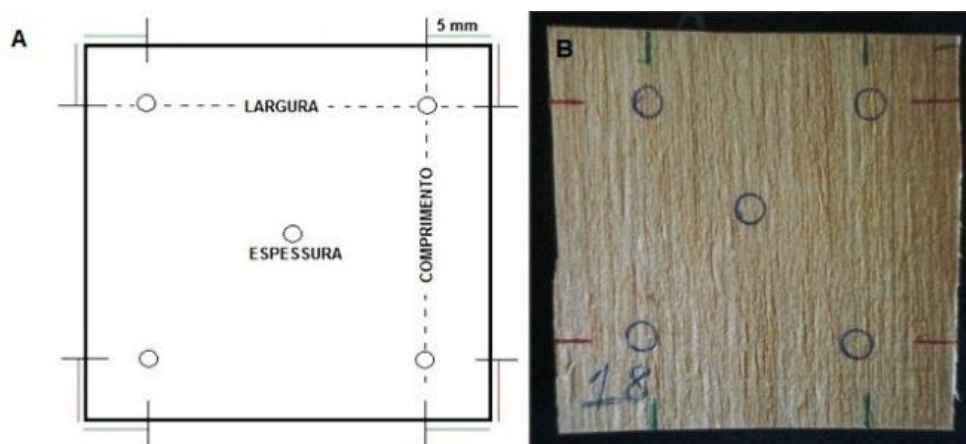 A
5 mm
LARGURA
COMPRIMENTO
ESPESSURA
B
18